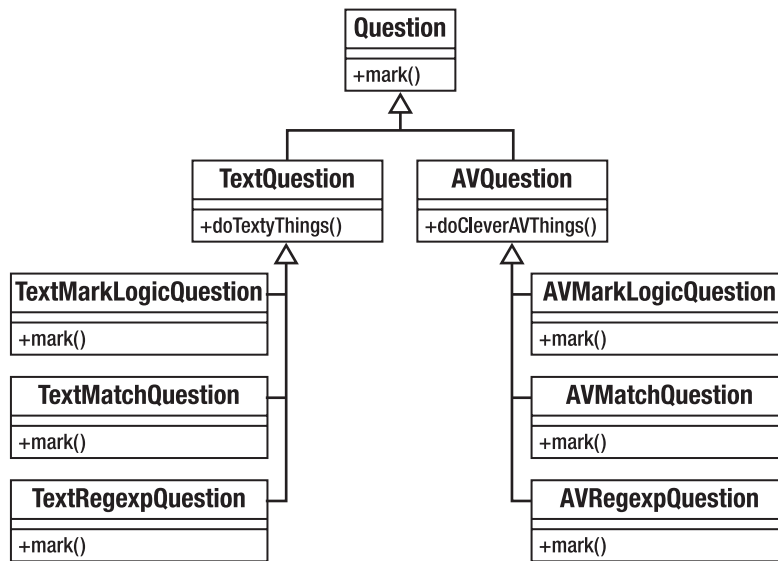 Question
+mark()
TextQuestion
+doTextyThings()
AVQuestion
+doCleverAVThings()
TextMarkLogicQuestion
+mark()
TextMatchQuestion
+mark()
TextRegexpQuestion
+mark()
AVMarkLogicQuestion
+mark()
AVMatchQuestion
+mark()
AVRegexpQuestion
+mark()